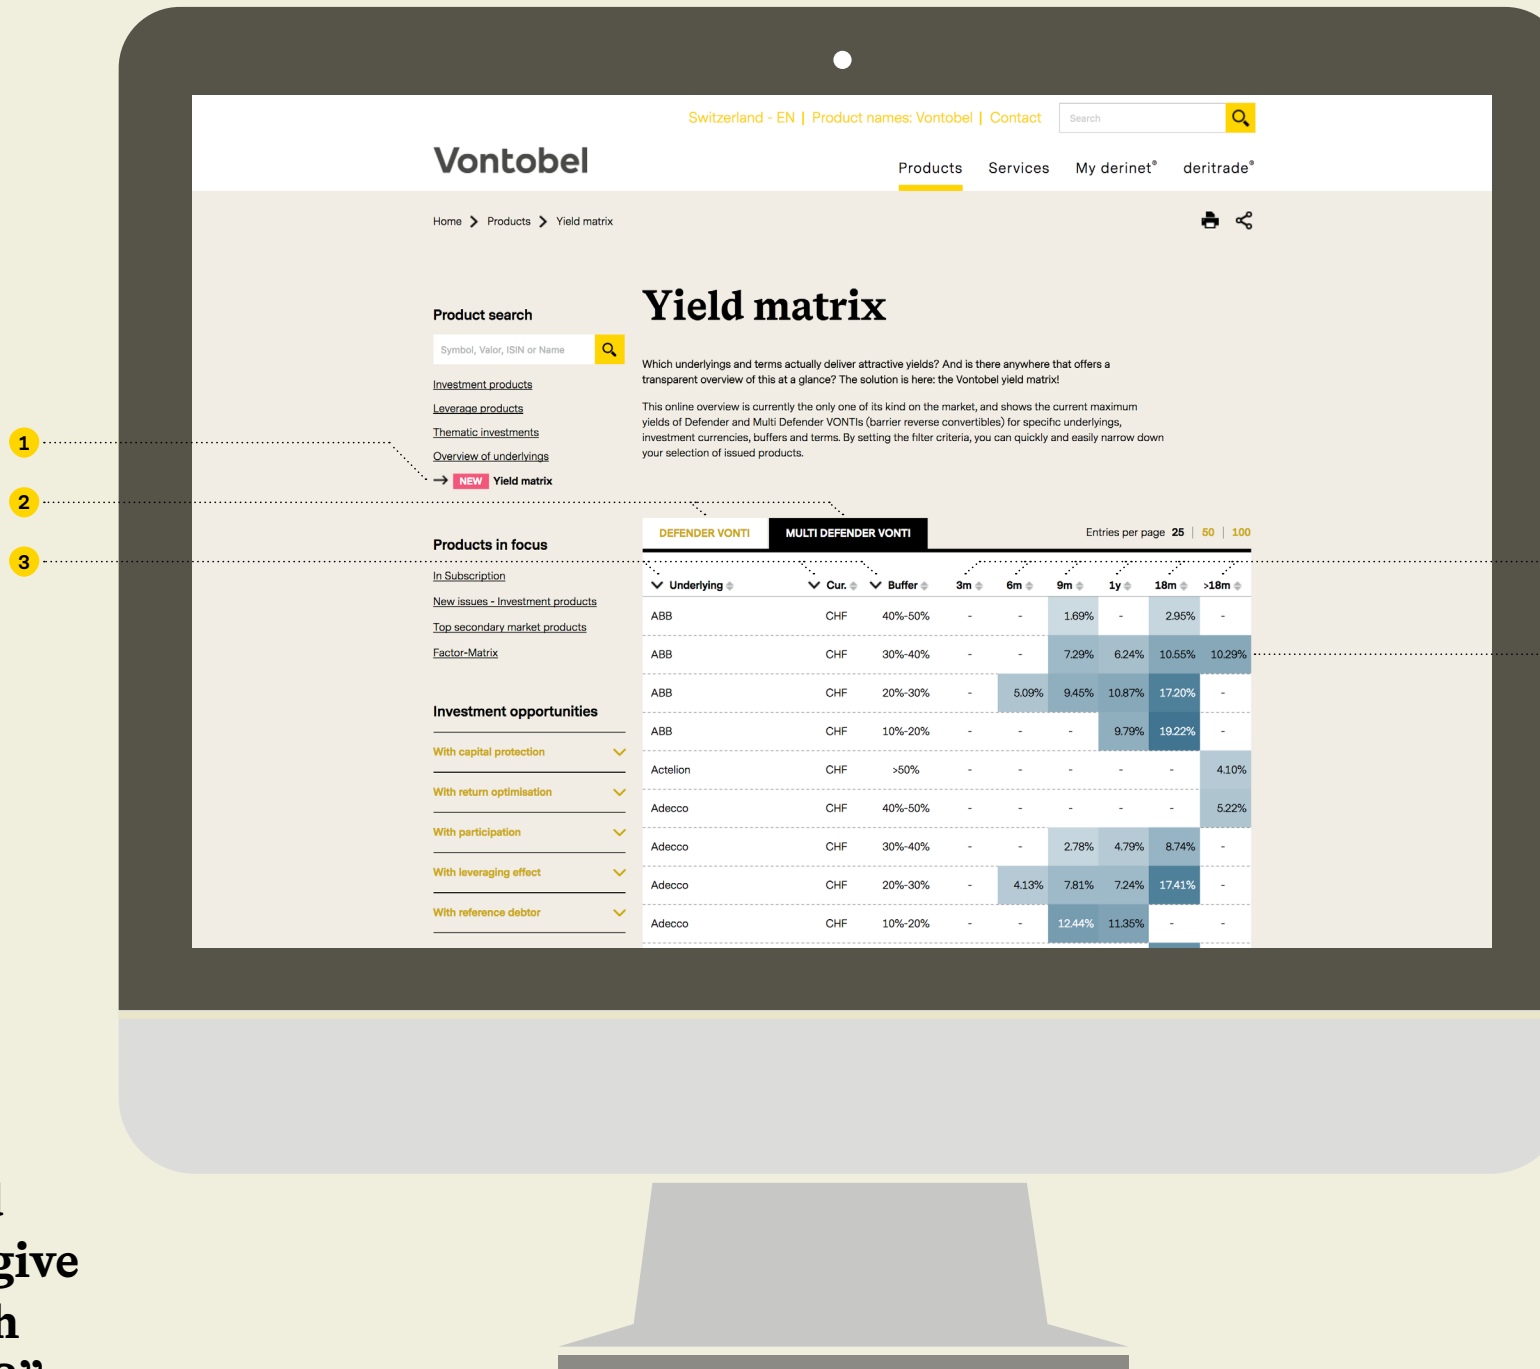 Switzerland - EN | Product names: Vontobel | Contact
Search
Vontobel
Products Services My derinet® deritrade®
Home > Products > Yield matrix
Product search
Symbol, Valor, ISIN or Name
Investment products
Leverage products
Thematic investments
Overview of underlyings
→ NEW Yield matrix
Products in focus
In Subscription
New issues - Investment products
Top secondary market products
Factor-Matrix
Investment opportunities
With capital protection
With return optimisation
With participation
With leveraging effect
With reference debtor
1
2
3
Yield matrix
Which underlyings and terms actually deliver attractive yields? And is there anywhere that offers a
transparent overview of this at a glance? The solution is here: the Vontobel yield matrix!
This online overview is currently the only one of its kind on the market, and shows the current maximum
yields of Defender and Multi Defender VONTIs (barrier reverse convertibles) for specific underlyings,
investment currencies, buffers and terms. By setting the filter criteria, you can quickly and easily narrow down
your selection of issued products.
DEFENDER VONTI MULTI DEFENDER VONTI Entries per page 25 | 50 | 100
Underlying Cur. Buffer 3m 6m 9m 1y 18m >18m
ABB CHF 40%-50% - - 1.69% - 2.95% -
ABB CHF 30%-40% - - 7.29% 6.24% 10.55% 10.29%
ABB CHF 20%-30% - 5.09% 9.45% 10.87% 17.20% -
ABB CHF 10%-20% - - - 9.79% 19.22% -
Actelion CHF >50% - - - - - 4.10%
Adecco CHF 40%-50% - - - - - 5.22%
Adecco CHF 30%-40% - - 2.78% 4.79% 8.74% -
Adecco CHF 20%-30% - 4.13% 7.81% 7.24% 17.41% -
Adecco CHF 10%-20% - - 12.44% 11.35% - -
give